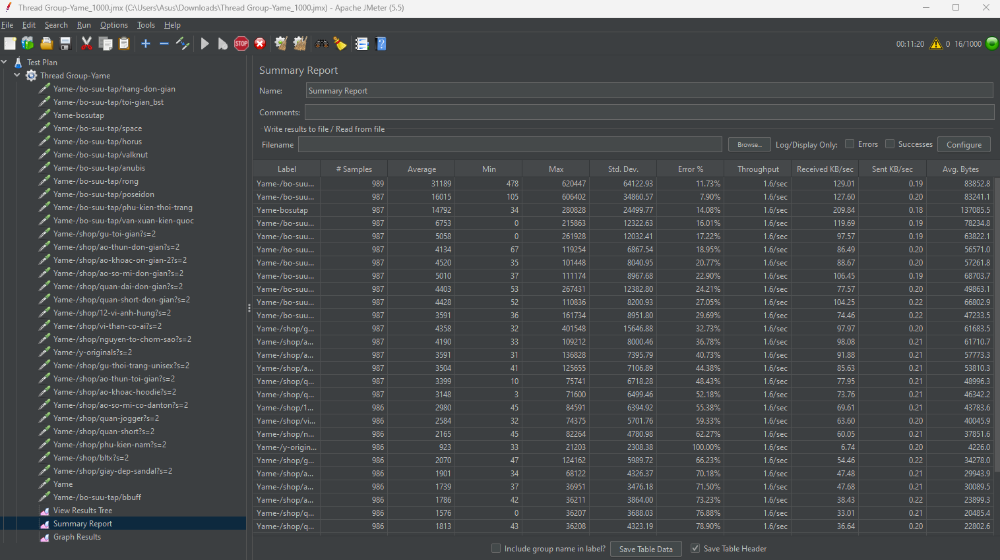 Thread Group-Yame_1000.jmx (C:\Users\Asus\Downloads\Thread Group-Yame_1000.jmx) - Apache JMeter (5.5)
File Edit Search Run Options Tools Help
STOP
00:11:20 0 16/1000
Test Plan
Thread Group-Yame
Yame-/bo-suu-tap/hang-don-gian
Yame-/bo-suu-tap/toi-gian_bst
Yame-bosutap
Yame-/bo-suu-tap/space
Yame-/bo-suu-tap/horus
Yame-/bo-suu-tap/valknut
Yame-/bo-suu-tap/anubis
Yame-/bo-suu-tap/rong
Yame-/bo-suu-tap/poseidon
Yame-/bo-suu-tap/phu-kien-thoi-trang
Yame-/bo-suu-tap/van-xuan-kien-quoc
Yame-/shop/gu-toi-gian?s=2
Yame-/shop/ao-thun-don-gian?s=2
Yame-/shop/ao-khoac-on-gian-2?s=2
Yame-/shop/ao-so-mi-don-gian?s=2
Yame-/shop/quan-dai-don-gian?s=2
Yame-/shop/quan-short-don-gian?s=2
Yame-/shop/12-vi-anh-hung?s=2
Yame-/shop/vi-than-co-ai?s=2
Yame-/shop/nguyen-to-chom-sao?s=2
Yame-/y-originals?s=2
Yame-/shop/gu-thoi-trang-unisex?s=2
Yame-/shop/ao-thun-toi-gian?s=2
Yame-/shop/ao-khoac-hoodie?s=2
Yame-/shop/ao-so-mi-co-danton?s=2
Yame-/shop/quan-jogger?s=2
Yame-/shop/quan-short?s=2
Yame-/shop/phu-kien-nam?s=2
Yame-/shop/bltx?s=2
Yame-/shop/giay-dep-sandal?s=2
Yame
Yame-/bo-suu-tap/bbuff
View Results Tree
Summary Report
Graph Results
Summary Report
Name: Summary Report
Comments:
Write results to file / Read from file
Filename Browse... Log/Display Only: Errors Successes Configure
Label # Samples Average Min Max Std. Dev. Error % Throughput Received KB/sec Sent KB/sec Avg. Bytes
Yame-/bo-suu... 989 31189 478 620447 64122.93 11.73% 1.6/sec 129.01 0.19 83852.8
Yame-/bo-suu... 987 16015 105 606402 34860.57 7.90% 1.6/sec 127.60 0.20 83241.1
Yame-bosutap 987 14792 34 280828 24499.77 14.08% 1.6/sec 209.84 0.18 137085.5
Yame-/bo-suu... 987 6753 0 215863 12322.63 16.01% 1.6/sec 119.69 0.19 78234.8
Yame-/bo-suu... 987 5058 0 261928 12032.41 17.22% 1.6/sec 97.57 0.19 63822.1
Yame-/bo-suu... 987 4134 67 119254 6867.54 18.95% 1.6/sec 86.49 0.20 56571.0
Yame-/bo-suu... 987 4520 35 101448 8040.95 20.77% 1.6/sec 88.67 0.20 57261.8
Yame-/bo-suu... 987 5010 37 111174 8967.68 22.90% 1.6/sec 106.45 0.19 68703.7
Yame-/bo-suu... 987 4403 53 267431 12382.80 24.21% 1.6/sec 77.57 0.20 49863.1
Yame-/bo-suu... 987 4428 52 110836 8200.93 27.05% 1.6/sec 104.25 0.22 66802.9
Yame-/bo-suu... 987 3591 36 161734 8951.80 29.69% 1.6/sec 74.46 0.22 47233.5
Yame-/shop/g... 987 4358 32 401548 15646.88 32.73% 1.6/sec 97.97 0.20 61683.5
Yame-/shop/a... 987 4190 33 109212 8000.46 36.78% 1.6/sec 98.08 0.21 61710.7
Yame-/shop/a... 987 3591 31 136828 7395.79 40.73% 1.6/sec 91.88 0.21 57773.3
Yame-/shop/a... 987 3504 41 125655 7106.89 44.38% 1.6/sec 85.63 0.21 53810.3
Yame-/shop/q... 987 3399 10 75741 6718.28 48.43% 1.6/sec 77.95 0.21 48996.3
Yame-/shop/q... 987 3148 3 71600 6499.46 52.18% 1.6/sec 73.76 0.21 46342.2
Yame-/shop/1... 986 2980 45 84591 6394.92 55.38% 1.6/sec 69.61 0.21 43783.6
Yame-/shop/vi... 986 2584 32 74375 5701.76 59.33% 1.6/sec 63.60 0.20 40045.9
Yame-/shop/n... 986 2165 45 82264 4780.98 62.27% 1.6/sec 60.05 0.21 37851.6
Yame-/y-origin... 986 923 33 21203 2308.38 100.00% 1.6/sec 6.74 0.20 4226.0
Yame-/shop/g... 986 2070 47 124162 5989.72 66.23% 1.6/sec 54.46 0.22 34278.0
Yame-/shop/a... 986 1901 34 68122 4326.37 70.18% 1.6/sec 47.48 0.21 29943.9
Yame-/shop/a... 986 1739 37 36951 3476.18 71.50% 1.6/sec 47.68 0.21 30089.5
Yame-/shop/a... 986 1786 42 36211 3864.00 73.23% 1.6/sec 38.43 0.22 23899.3
Yame-/shop/q... 986 1576 0 36207 3688.03 76.88% 1.6/sec 33.01 0.21 20485.4
Yame-/shop/q... 986 1813 43 36208 4323.19 78.90% 1.6/sec 36.64 0.20 22802.6
Include group name in label? Save Table Data Save Table Header